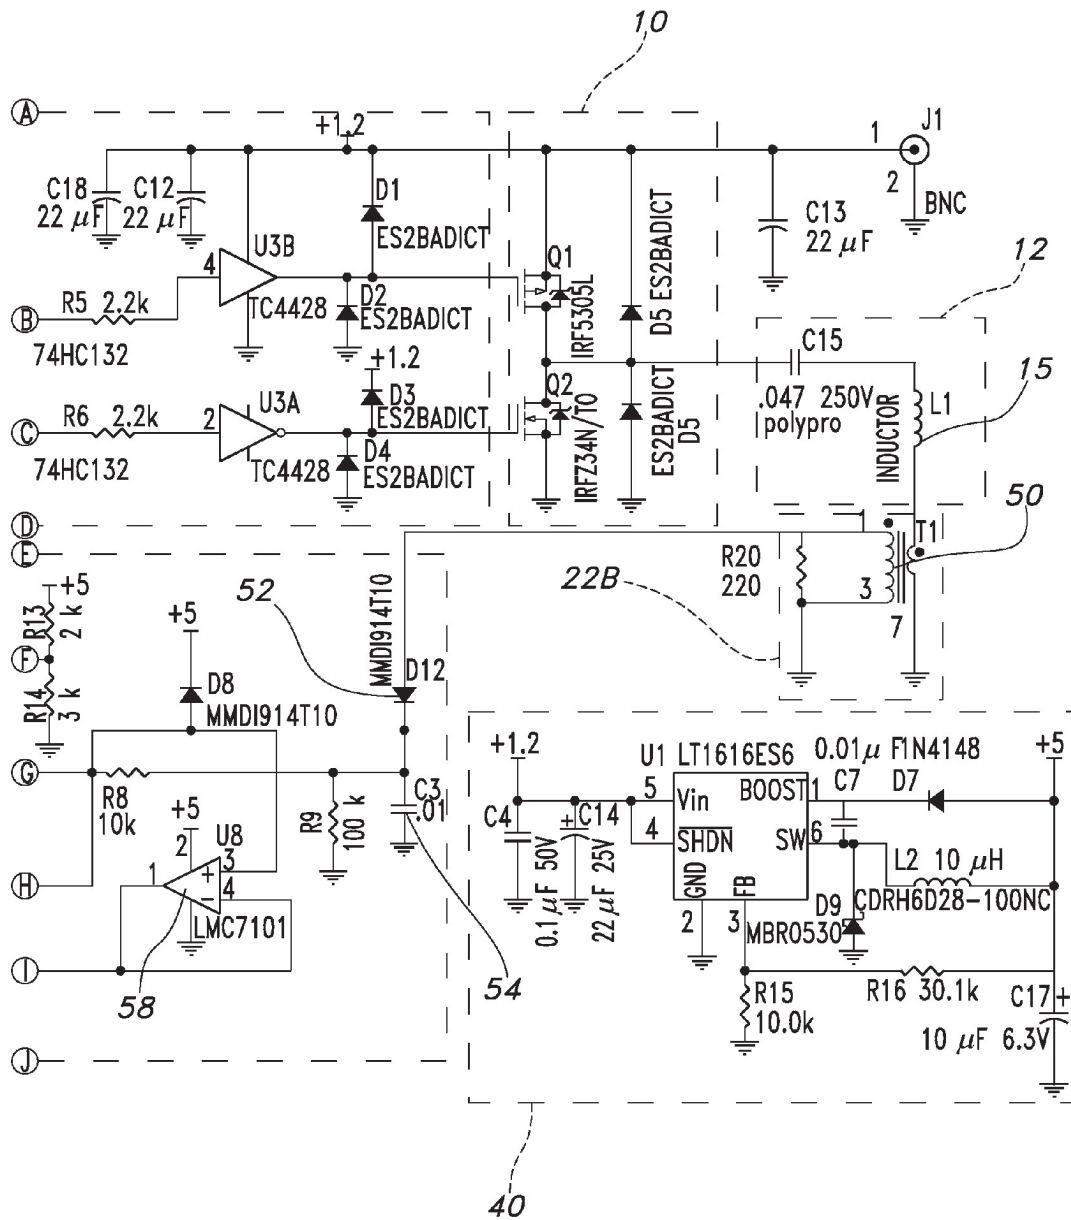 10
A
+1.2
1
J1
2
BNC
C18
22 µF
C12
22 µF
D1
ES2BADICT
C13
22 µF
12
4
U3B
TC4428
Q1
IRF5305L
D5 ES2BADICT
B
R5 2.2k
74HC132
D2
ES2BADICT
+1.2
C15
.047 250V
polypro
15
L1
INDUCTOR
C
R6 2.2k
74HC132
2
U3A
TC4428
D3
ES2BADICT
D4
ES2BADICT
Q2
IRFZ34N/TO
ES2BADICT
D5
D
E
1
T1
50
R20
220
3
7
22B
+5
R13
2 k
F
R14
3 k
+5
D8
MMDI914T10
52
MMDI914T10
D12
G
R8
10k
R9
100 k
C3
.01
+5
2
U8
1
3
4
+
−
LMC7101
H
I
58
54
J
+1.2
U1 LT1616ES6
0.01µ F1N4148
+5
C7
D7
5
Vin
BOOST
1
4
SHDN
SW
6
GND
FB
2
3
C4
0.1µF 50V
+
C14
22µF 25V
L2 10 µH
CDRH6D28-100NC
D9
MBR0530
R15
10.0k
R16 30.1k
C17
+
10 µF 6.3V
40